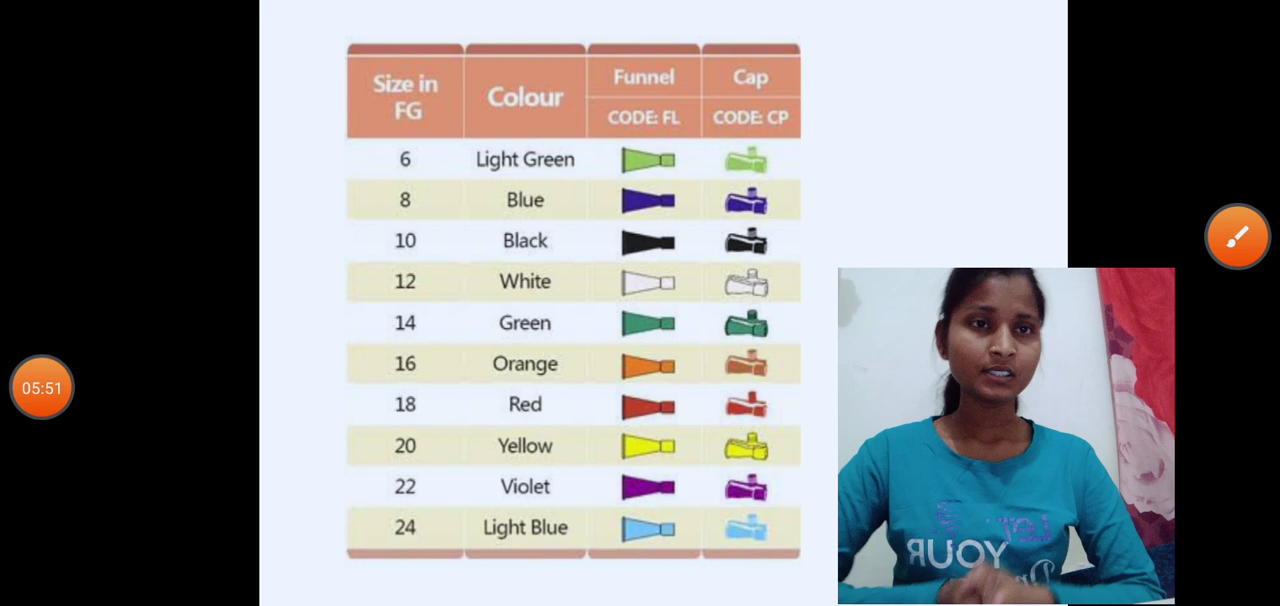 Size in FG
Colour
Funnel
Cap
CODE: FL
CODE: CP
6 Light Green
8 Blue
10 Black
12 White
14 Green
16 Orange
18 Red
20 Yellow
22 Violet
24 Light Blue
05:51
YOUR